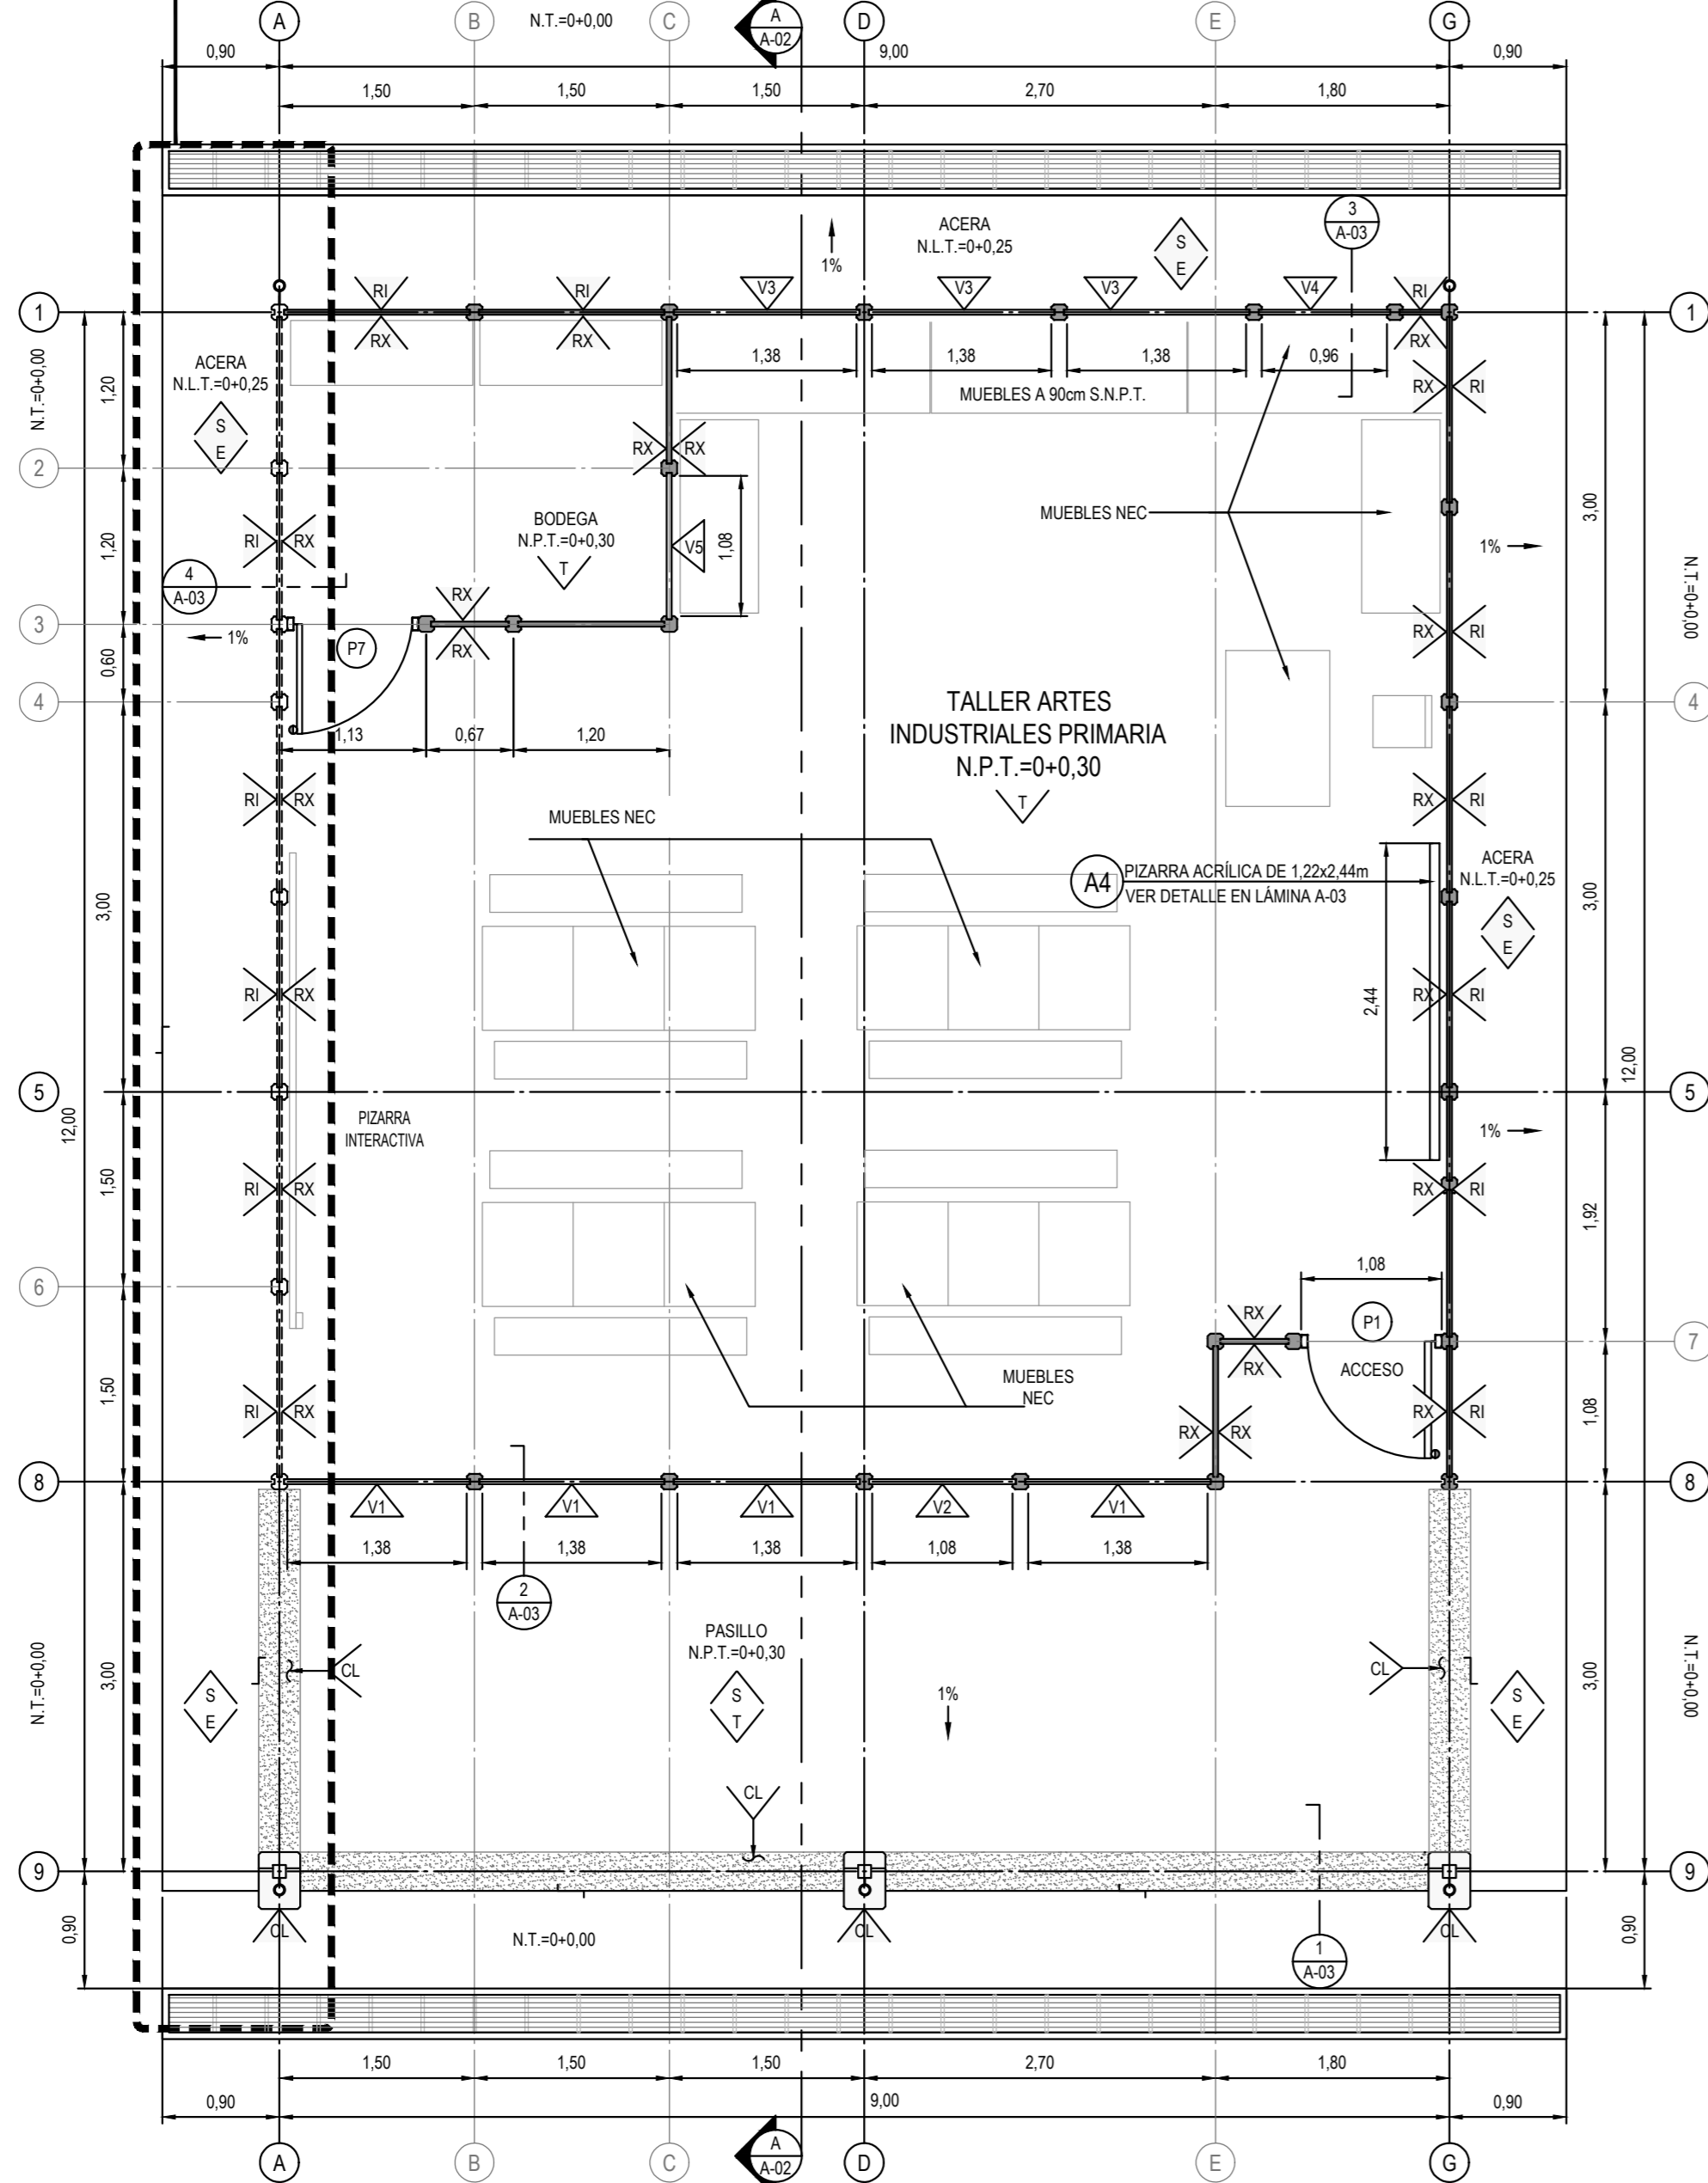 A
B
N.T.=0+0,00
C
A
A-02
D
E
G
0,90
9,00
0,90
1,50
1,50
1,50
2,70
1,80
ACERA
N.L.T.=0+0,25
1%
S
E
3
A-03
1
RI
RI
V3
V3
V3
V4
RI
1
RX
RX
RX
1,38
1,38
1,38
0,96
N.T.=0+0,00
1,20
ACERA
N.L.T.=0+0,25
S
E
MUEBLES A 90cm S.N.P.T.
RX
RI
RX
RX
2
BODEGA
N.P.T.=0+0,30
T
V5
1,08
MUEBLES NEC
3,00
1%
RI
RX
1,20
4
A-03
N.T.=0+0,00
3
1%
P7
RX
RX
RX
RI
0,60
4
4
1,13
0,67
1,20
TALLER ARTES
INDUSTRIALES PRIMARIA
N.P.T.=0+0,30
T
RI
RX
RX
RI
MUEBLES NEC
A4
PIZARRA ACRÍLICA DE 1,22x2,44m
VER DETALLE EN LÁMINA A-03
ACERA
N.L.T.=0+0,25
S
E
3,00
3,00
RI
RX
2,44
RX
RI
12,00
12,00
5
5
PIZARRA
INTERACTIVA
1%
1,50
RI
RX
RX
RI
1,92
6
1,08
RX
P1
7
RX
ACCESO
MUEBLES
NEC
1,50
RI
RX
RX
RX
RX
RI
1,08
8
8
V1
V1
V1
V2
V1
1,38
1,38
1,38
1,08
1,38
2
A-03
PASILLO
N.P.T.=0+0,30
N.T.=0+0,00
3,00
S
E
CL
S
T
1%
CL
S
E
3,00
N.T.=0+0,00
CL
9
9
0,90
CL
N.T.=0+0,00
CL
1
A-03
CL
0,90
1,50
1,50
1,50
2,70
1,80
0,90
9,00
0,90
A
B
C
A
A-02
D
E
G